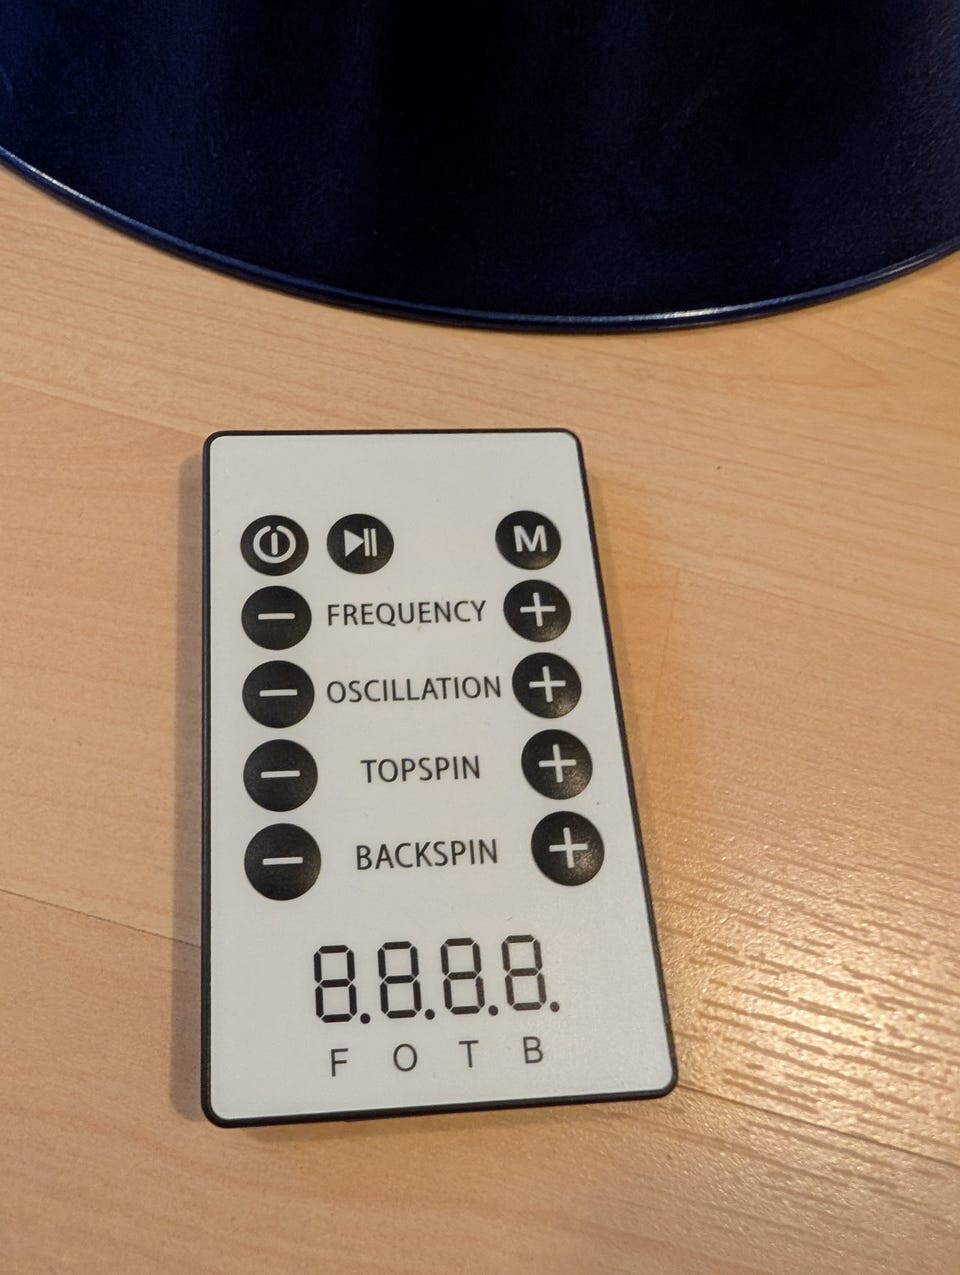 M
− FREQUENCY +
− OSCILLATION +
− TOPSPIN +
− BACKSPIN +
8.8.8.8.
F O T B